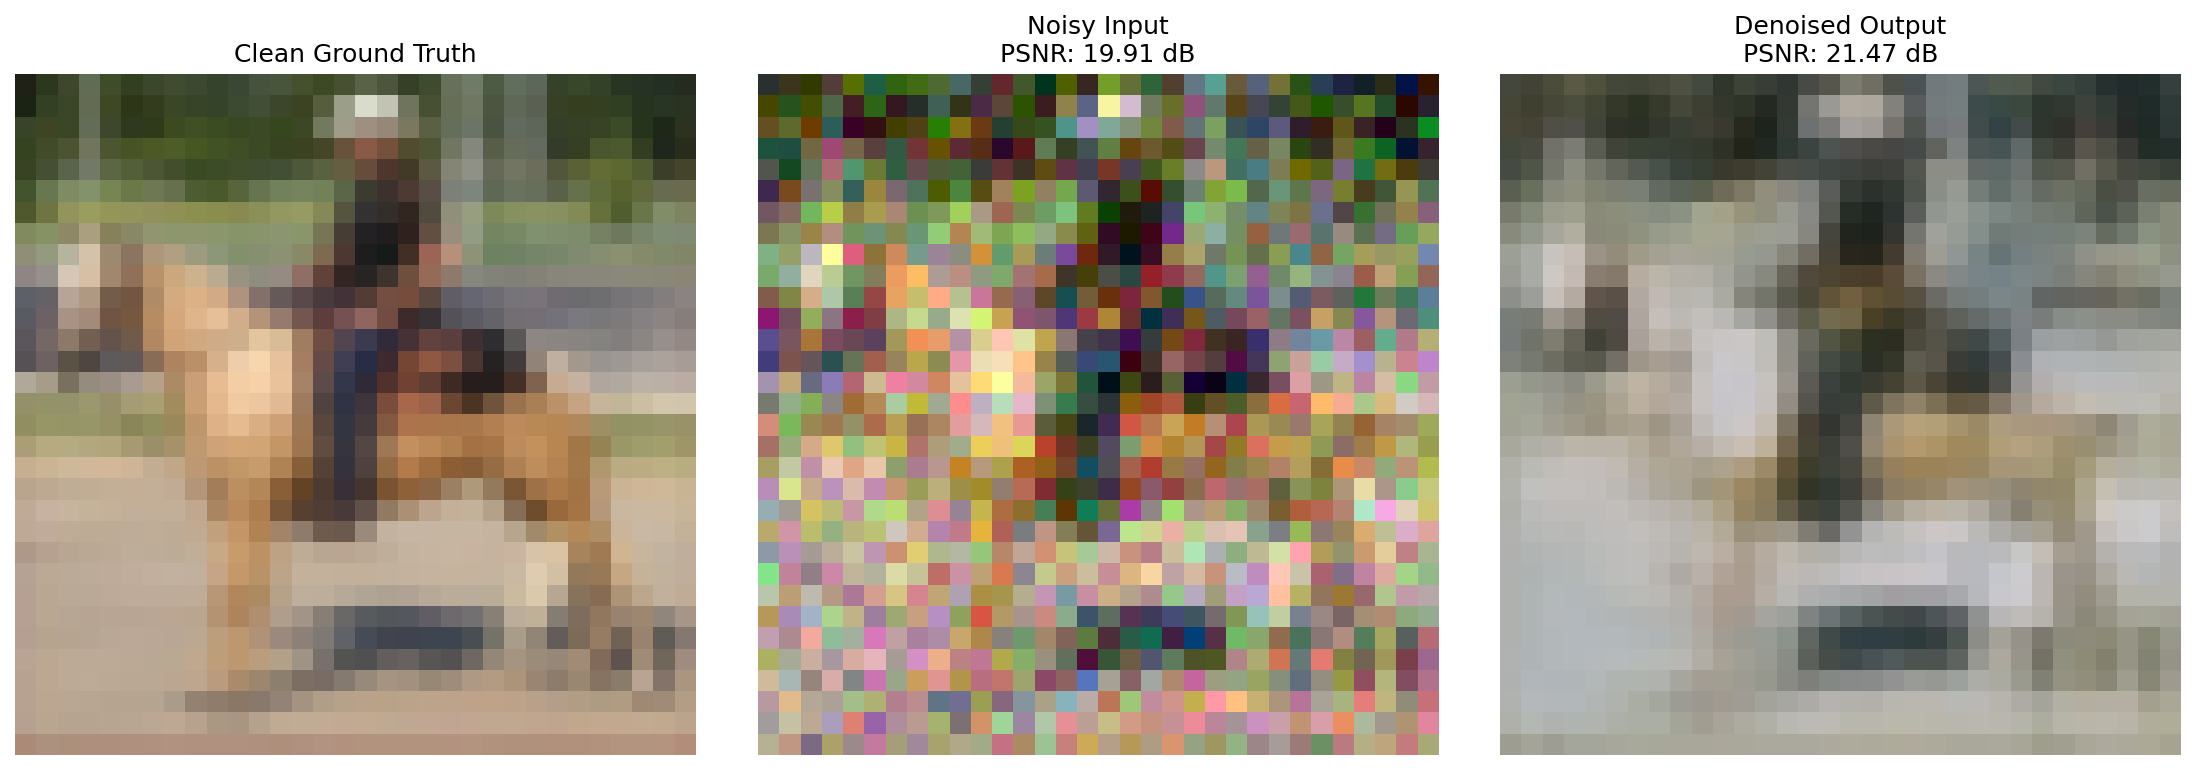 Clean Ground Truth
Noisy Input
PSNR: 19.91 dB
Denoised Output
PSNR: 21.47 dB